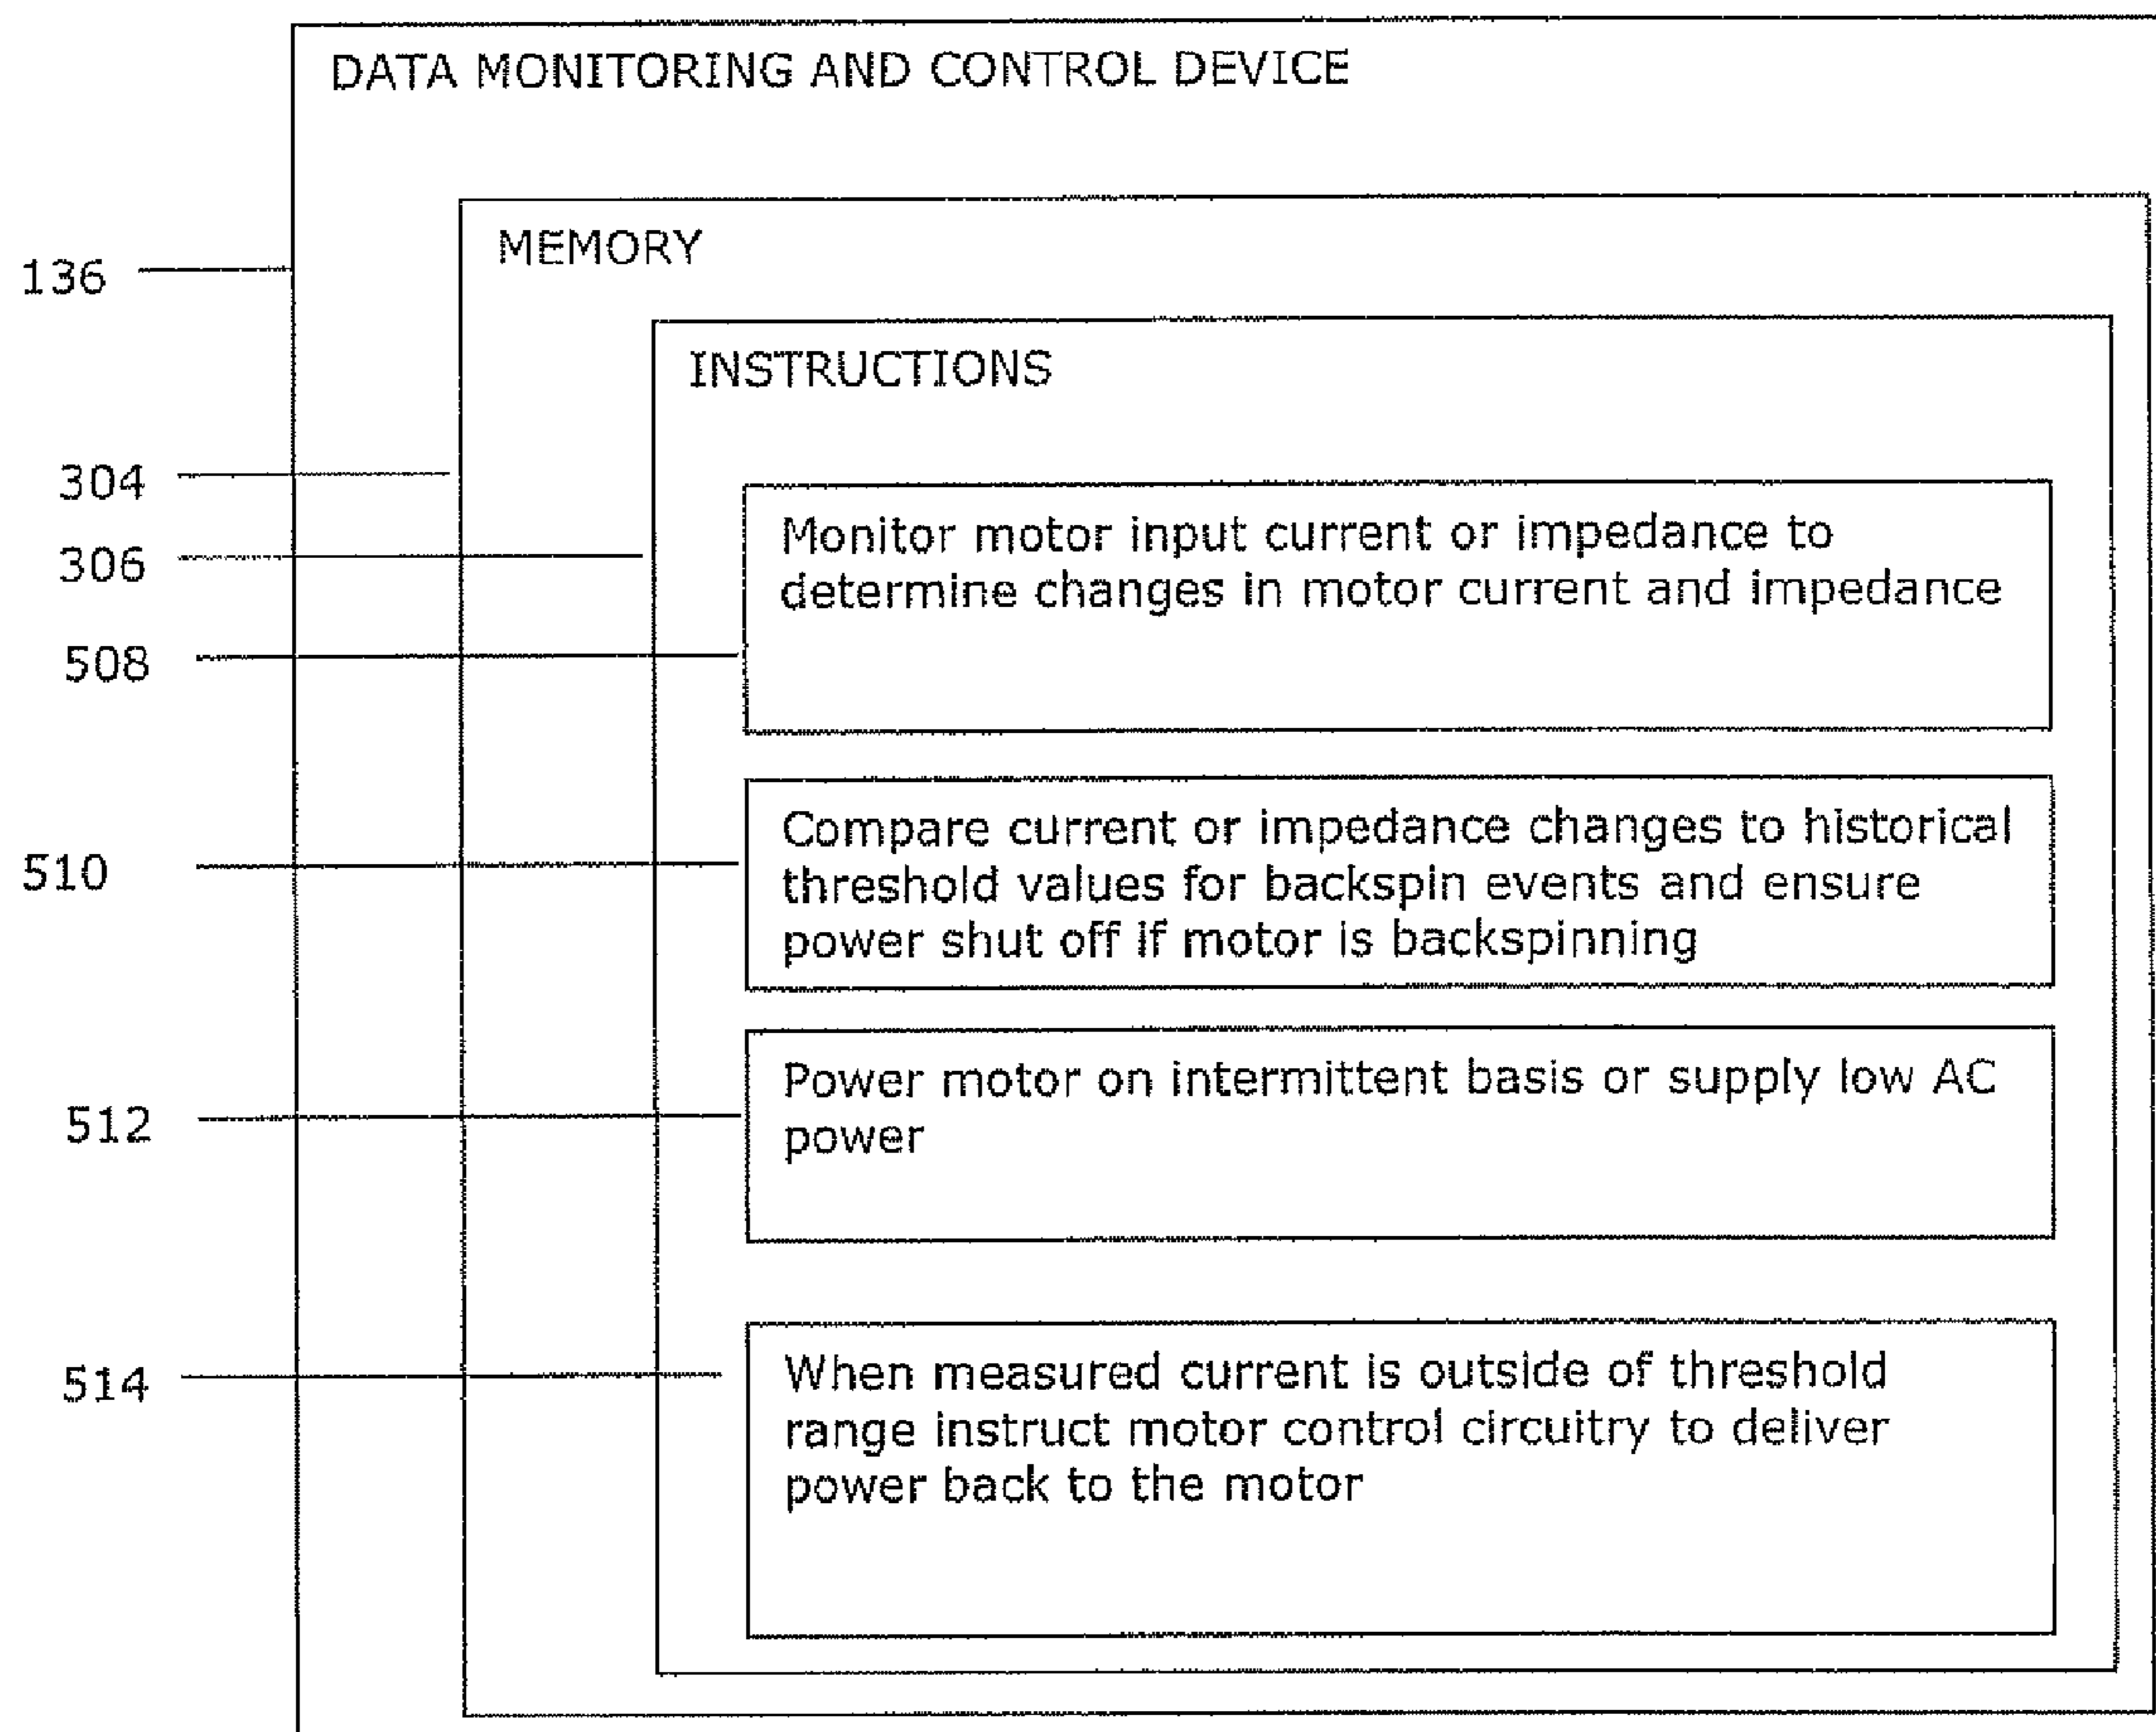 DATA MONITORING AND CONTROL DEVICE
MEMORY
136
INSTRUCTIONS
304
Monitor motor input current or impedance to
306
determine changes in motor current and impedance
508
Compare current or impedance changes to historical
510
threshold values for backspin events and ensure
power shut off if motor is backspinning
Power motor on intermittent basis or supply low AC
512
power
When measured current is outside of threshold
514
range instruct motor control circuitry to deliver
power back to the motor